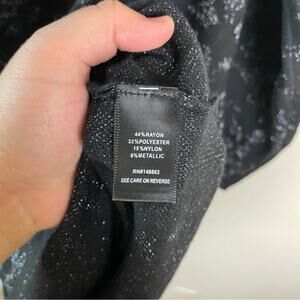 44%RAYON
33%POLYESTER
15%NYLON
8%METALLIC
RN#148862
SEE CARE ON REVERSE